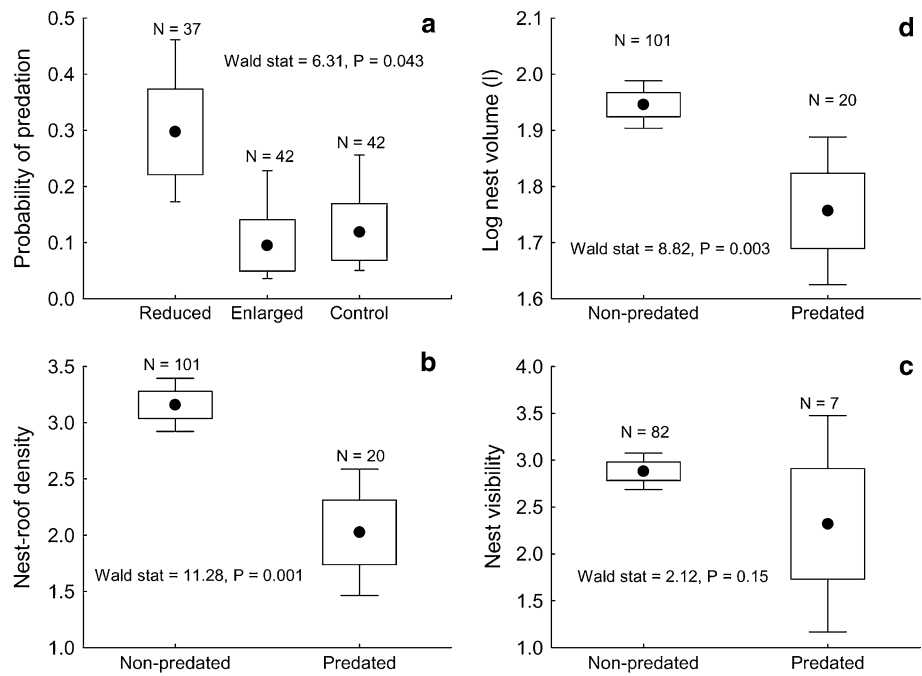 a
Probability of predation
0.5
0.4
0.3
0.2
0.1
0.0
N = 37
Wald stat = 6.31, P = 0.043
N = 42
N = 42
Reduced
Enlarged
Control
d
Log nest volume (l)
2.1
2.0
1.9
1.8
1.7
1.6
N = 101
N = 20
Wald stat = 8.82, P = 0.003
Non-predated
Predated
b
Nest-roof density
3.5
3.0
2.5
2.0
1.5
1.0
N = 101
N = 20
Wald stat = 11.28, P = 0.001
Non-predated
Predated
c
Nest visibility
4.0
3.5
3.0
2.5
2.0
1.5
1.0
N = 82
N = 7
Wald stat = 2.12, P = 0.15
Non-predated
Predated